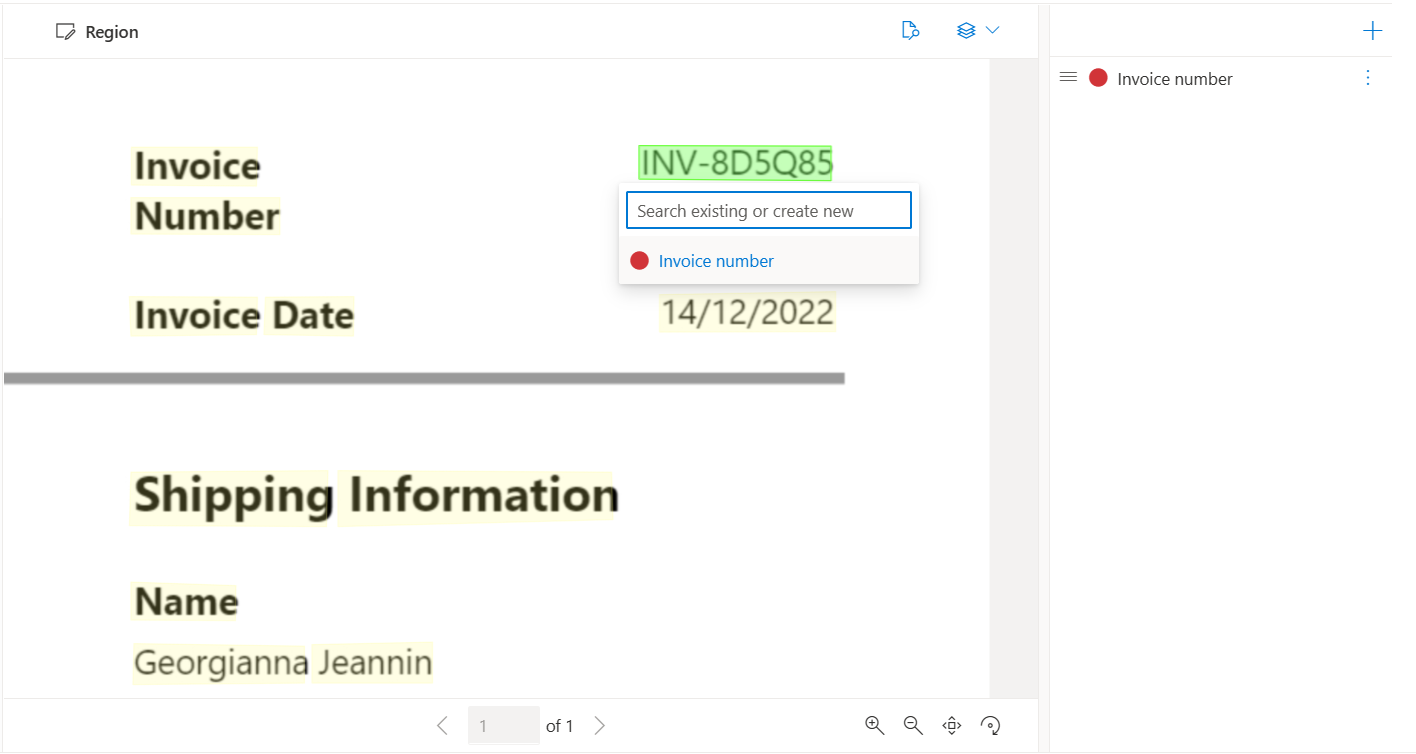 Region
Invoice number
Invoice
Number
INV-8D5Q85
Search existing or create new
Invoice number
Invoice Date
14/12/2022
Shipping Information
Name
Georgianna Jeannin
1 of 1